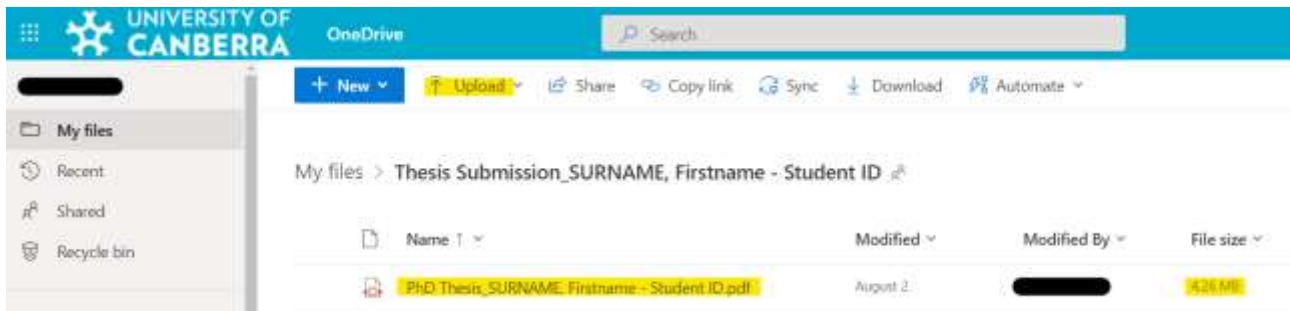 UNIVERSITY OF
CANBERRA
OneDrive
Search
New
Upload
Share
Copy link
Sync
Download
Automate
My files
Recent
Shared
Recycle bin
My files > Thesis Submission_SURNAME, Firstname - Student ID
Name ↑ Modified Modified By File size
PhD Thesis_SURNAME, Firstname - Student ID.pdf August 2 4.26 MB